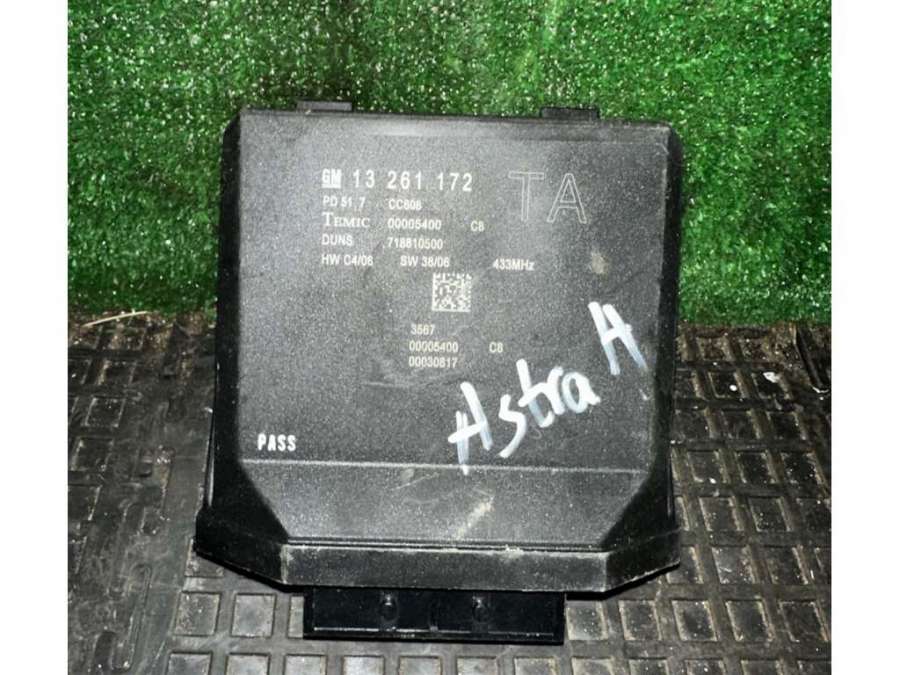 GM 13 261 172 TA
PD 51.7 CC608
TEMIC 00005400 C8
DUNS 718810500
HW 04/06 SW 38/06 433MHz
3567
00005400 C8
00030817
Astra H
PASS